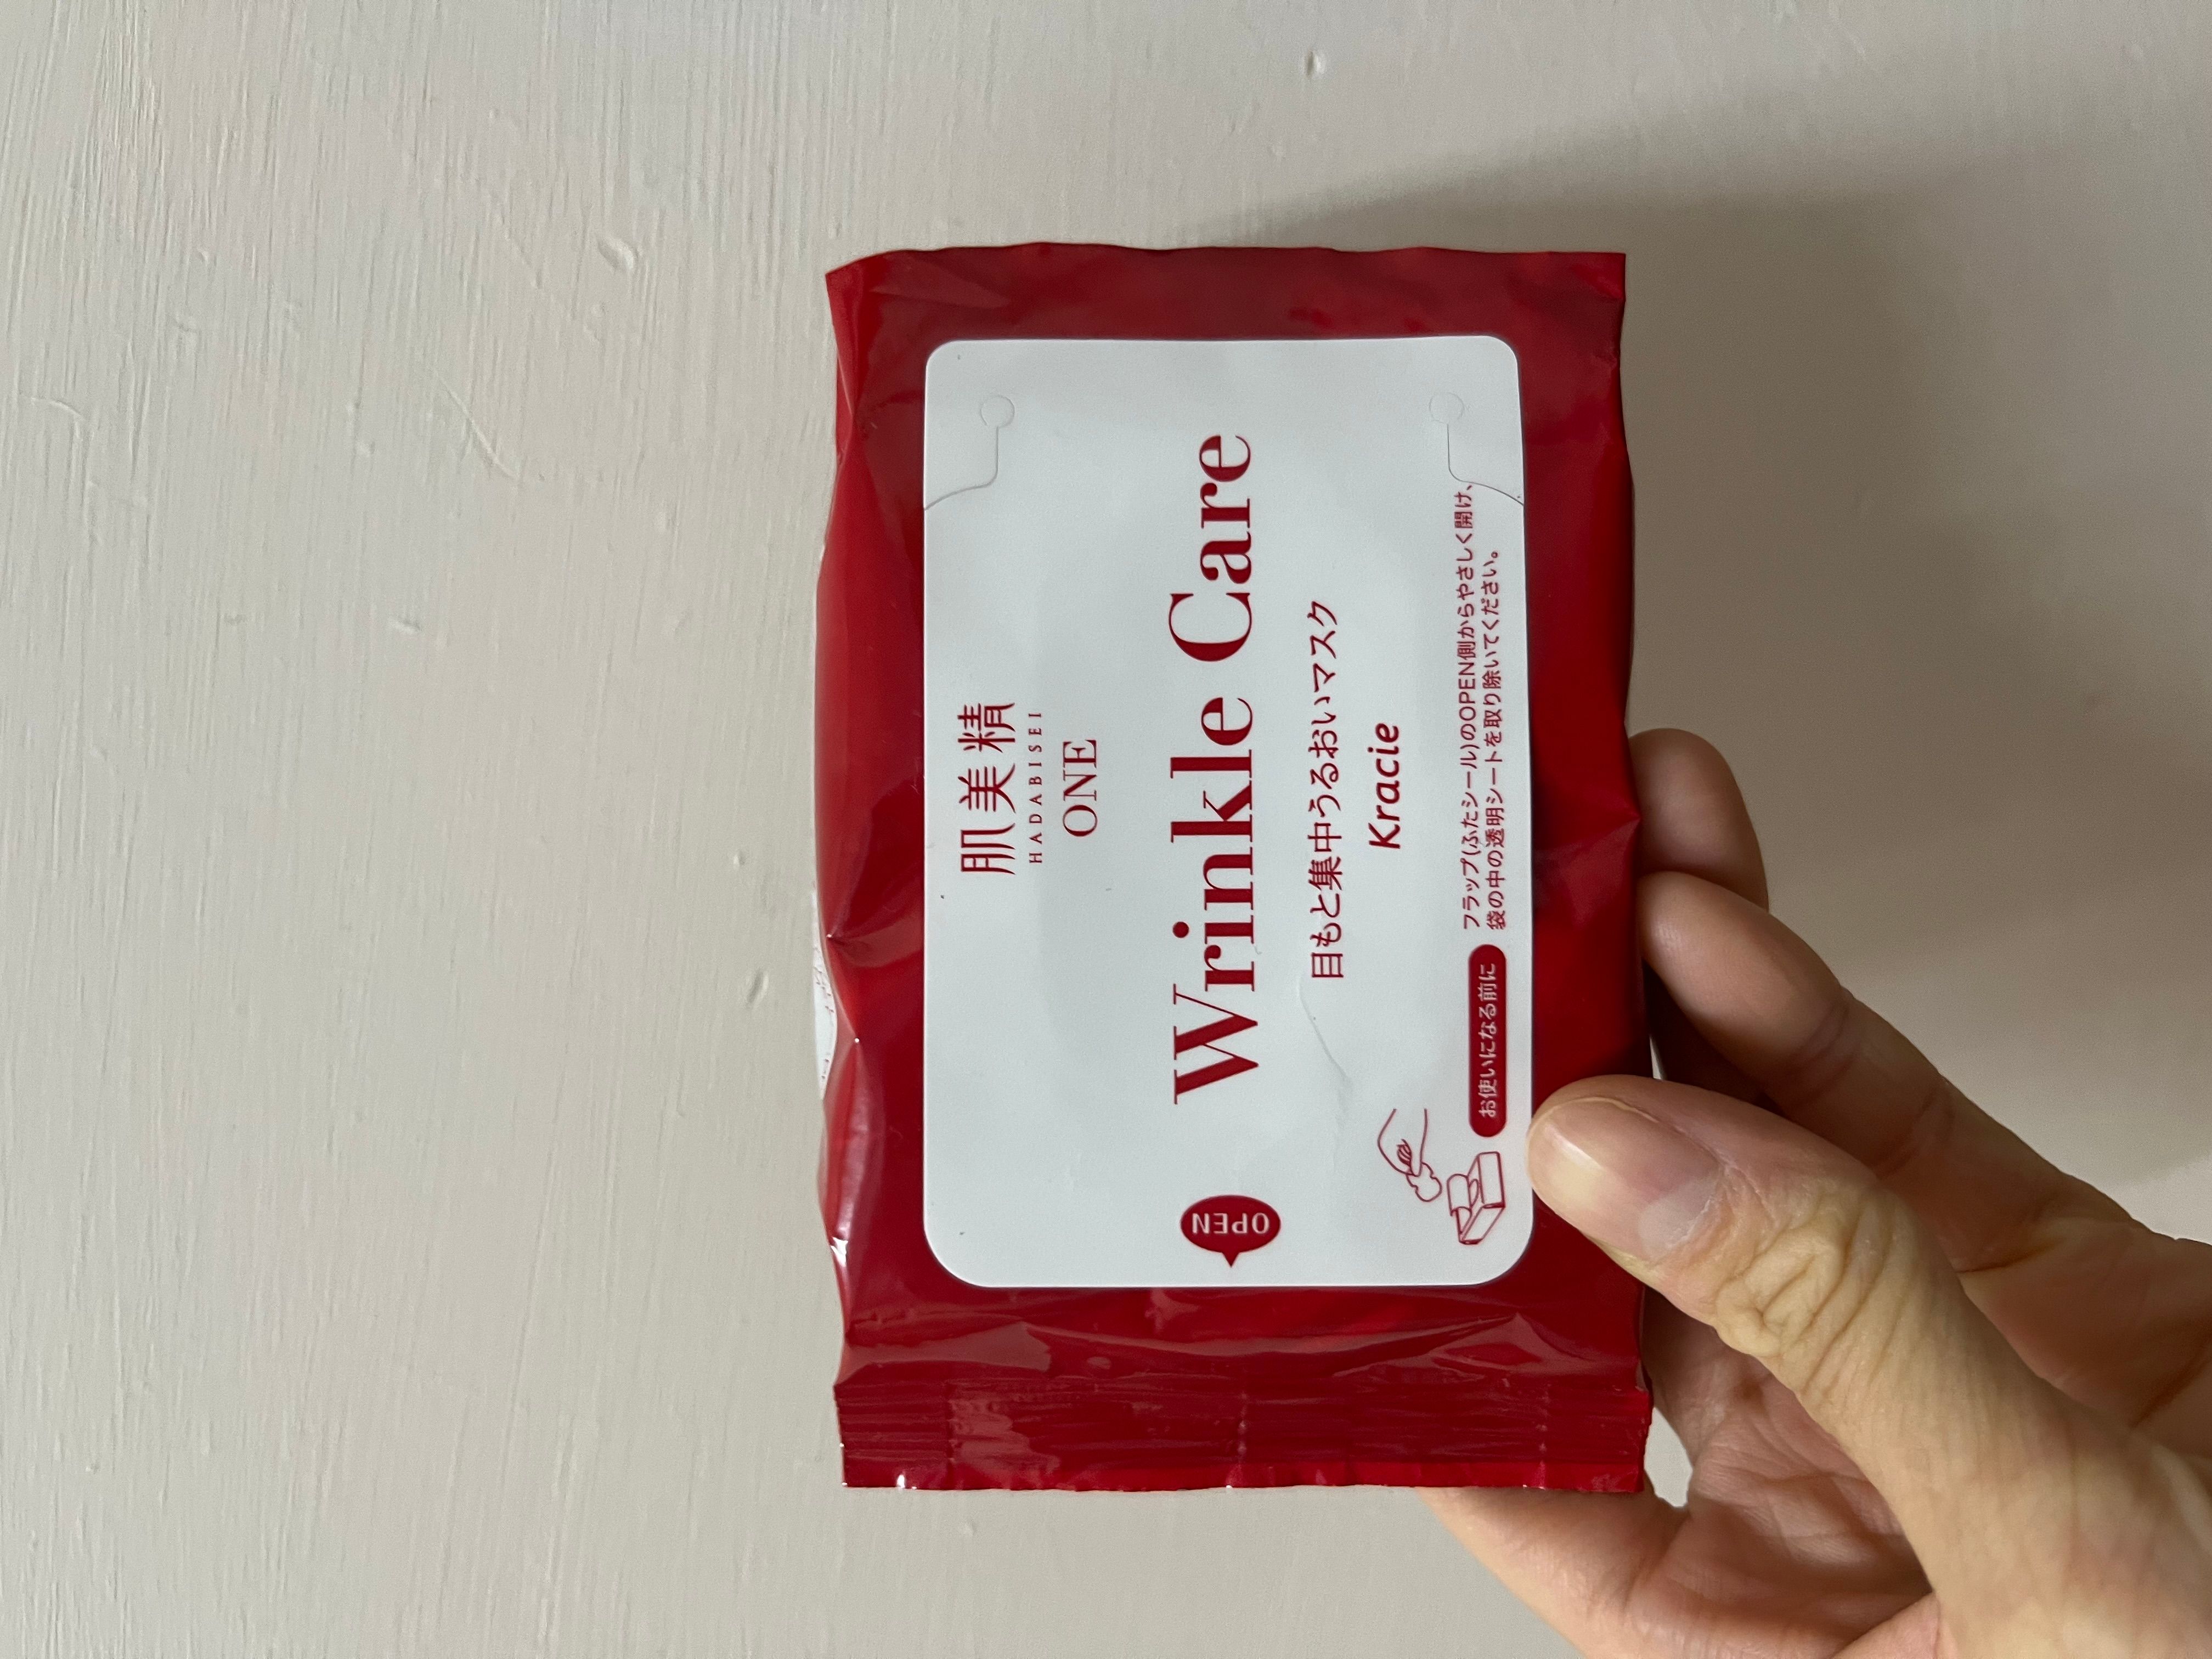 肌美精
HADABISEI
ONE
Wrinkle Care
目もと集中うるおいマスク
Kracie
OPEN
お使いになる前に
フラップ(ふたシール)のOPEN側からやさしく開け、
袋の中の透明シートを取り除いてください。